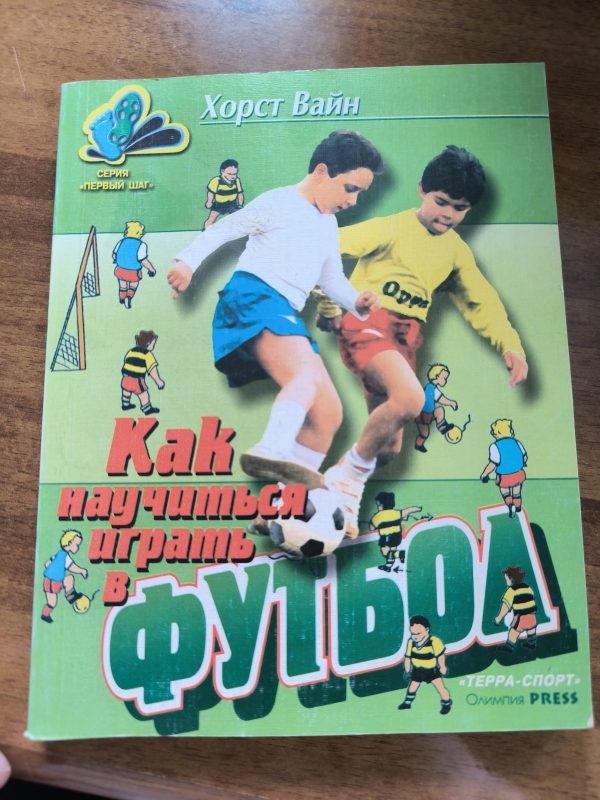 Хорст Вайн
СЕРИЯ
«ПЕРВЫЙ ШАГ»
Как
научиться
играть
в
ФУТБОЛ
«ТЕРРА-СПОРТ»
Олимпия PRESS